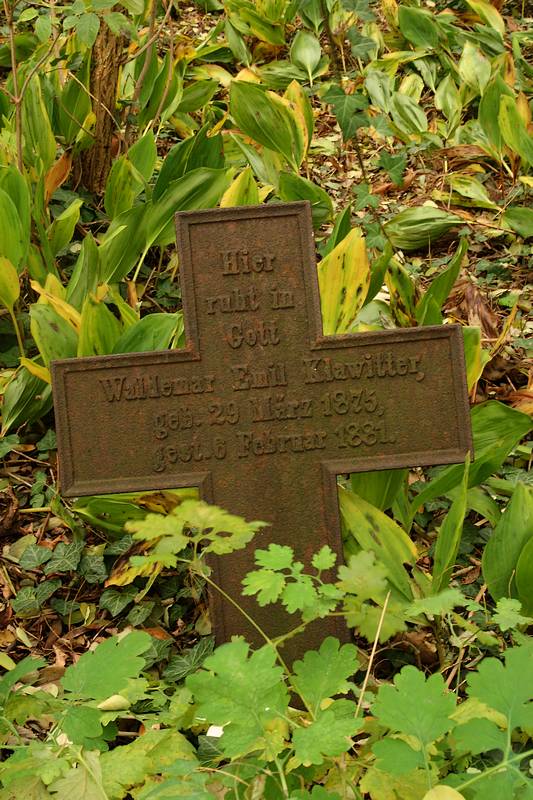 Hier
ruht in
Gott
Waldemar Emil Klawitter,
geb. 29 März 1875,
gest. 6 Februar 1881.